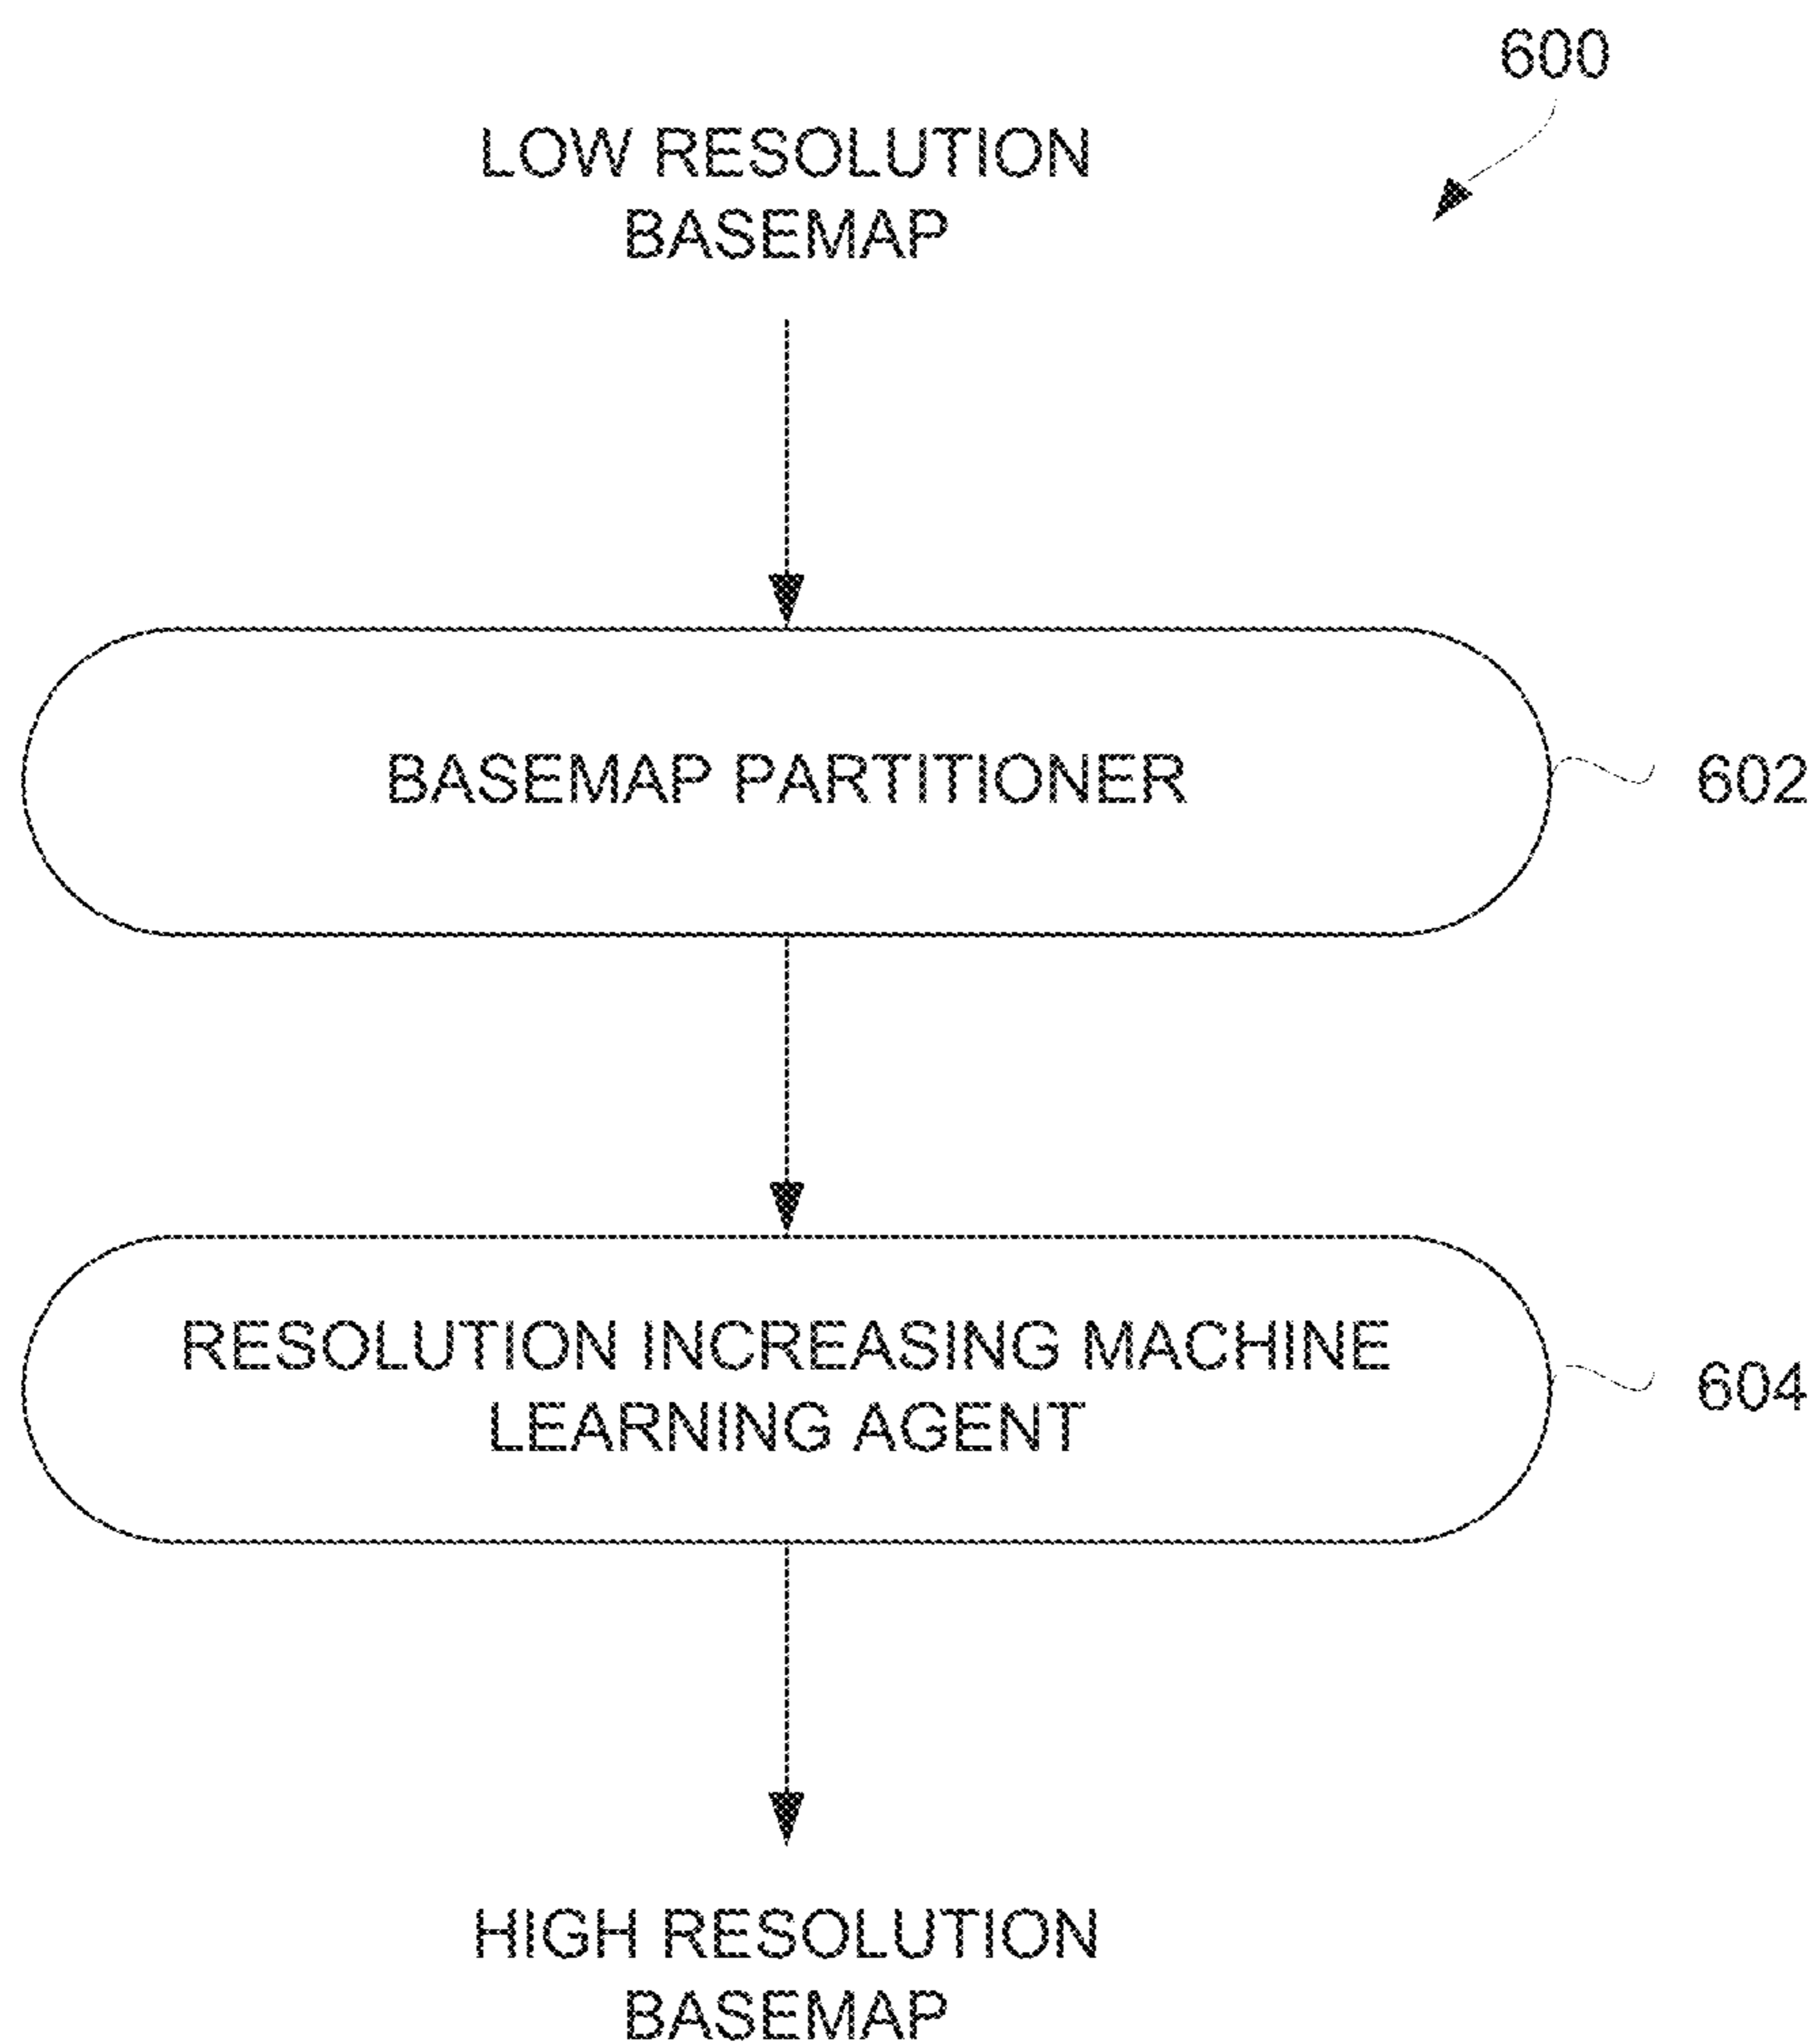 600
LOW RESOLUTION
BASEMAP
BASEMAP PARTITIONER
602
RESOLUTION INCREASING MACHINE
LEARNING AGENT
604
HIGH RESOLUTION
BASEMAP